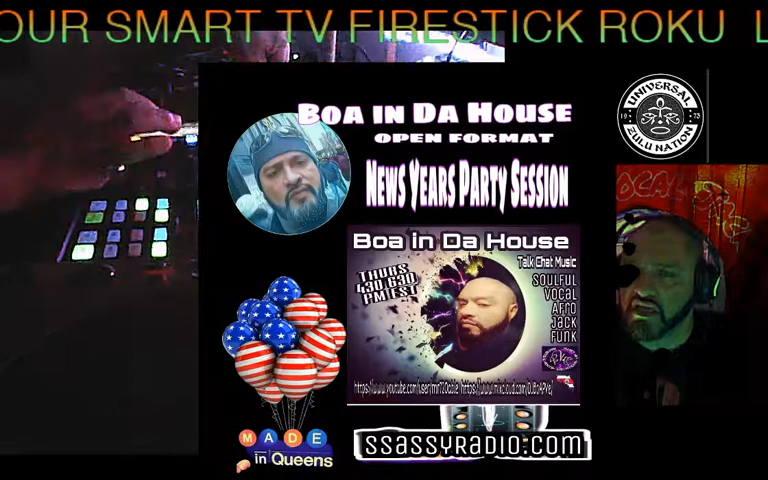 OUR SMART TV FIRESTICK ROKU L
BOA IN DA HOUSE
OPEN FORMAT
NEWS YEARS PARTY SESSION
UNIVERSAL
1973
ZULU NATION
Boa in Da House
Talk Chat Music
THURS
430 630
PM EST
SOULFUL
VOCAL
AFRO
JACK
FUNK
MADE
in Queens
SSASSYRADIO.COM